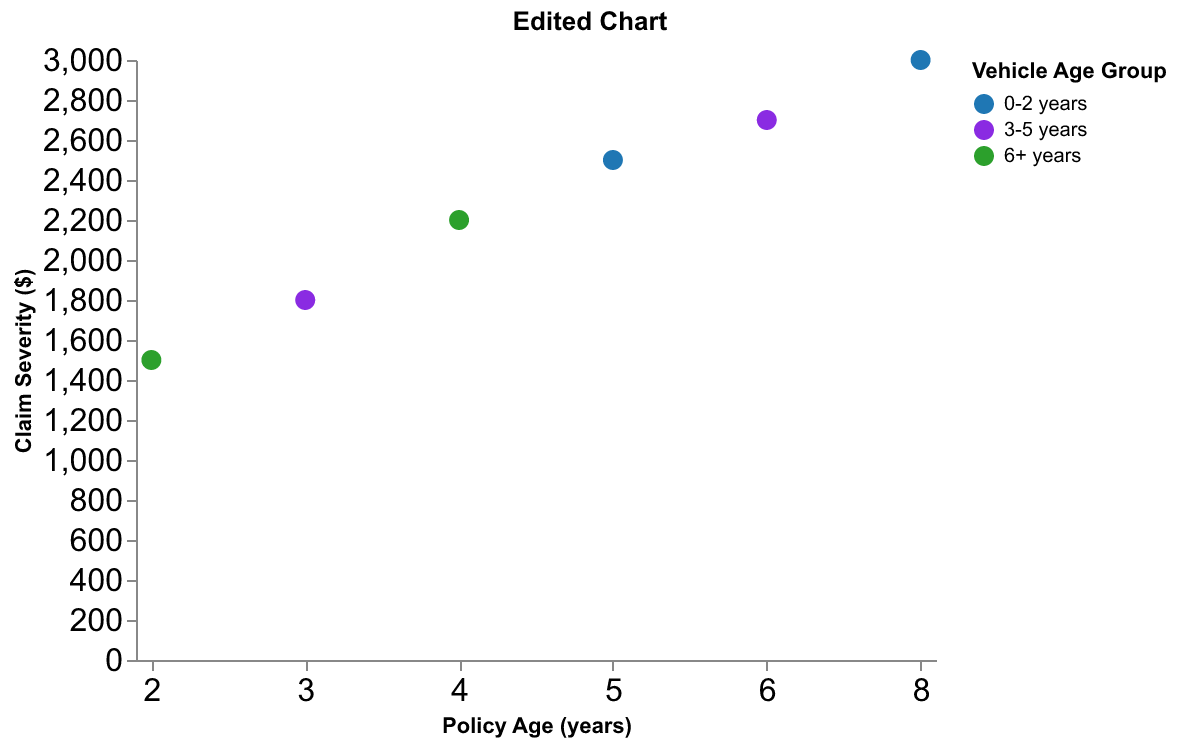 Edited Chart
3,000
2,800
2,600
2,400
2,200
2,000
1,800
1,600
1,400
1,200
1,000
800
600
400
200
0
Claim Severity ($)
2 3 4 5 6 8
Policy Age (years)
Vehicle Age Group
0-2 years
3-5 years
6+ years